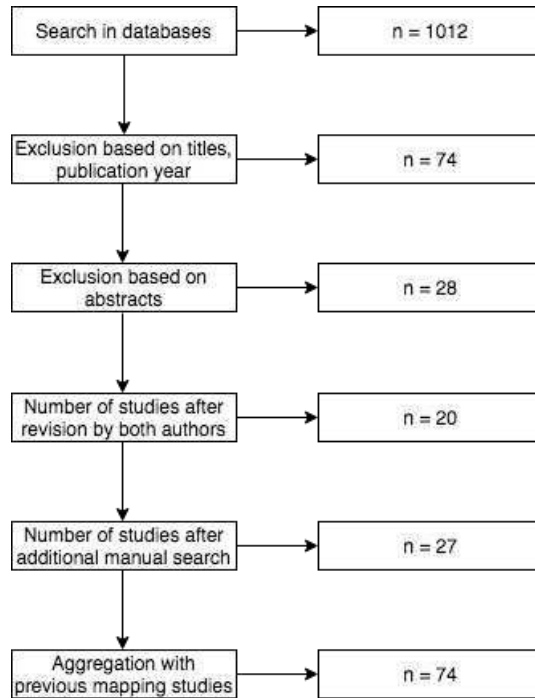 Search in databases
n = 1012
Exclusion based on titles,
publication year
n = 74
Exclusion based on
abstracts
n = 28
Number of studies after
revision by both authors
n = 20
Number of studies after
additional manual search
n = 27
Aggregation with
previous mapping studies
n = 74